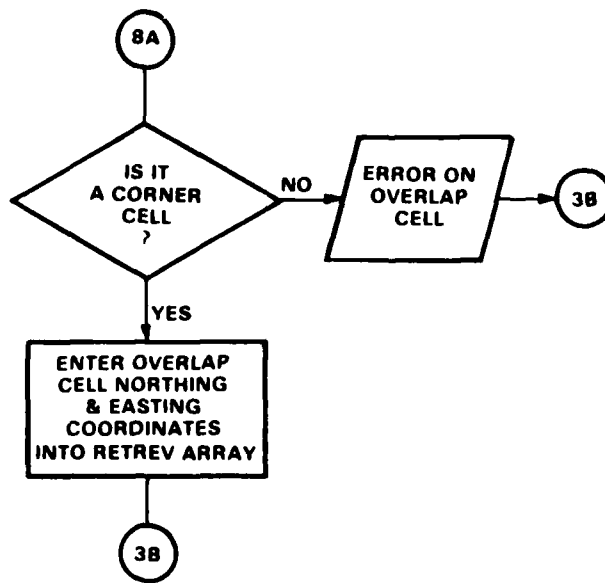 8A
IS IT
A CORNER
CELL
?
NO
ERROR ON
OVERLAP
CELL
3B
YES
ENTER OVERLAP
CELL NORTHING
& EASTING
COORDINATES
INTO RETREV ARRAY
3B